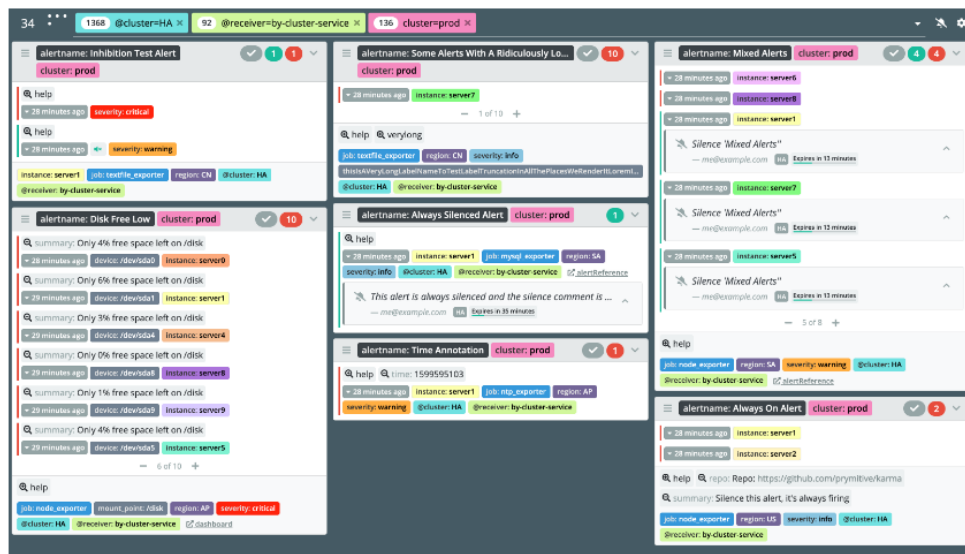 34 1368 @cluster=HA × 92 @receiver=by-cluster-service × 136 cluster=prod ×
alertname: Inhibition Test Alert 1 1
cluster: prod
help
28 minutes ago severity: critical
help
28 minutes ago severity: warning
instance: server1 job: textfile_exporter region: CN @cluster: HA
@receiver: by-cluster-service
alertname: Disk Free Low cluster: prod 10
summary: Only 4% free space left on /disk
28 minutes ago device: /dev/sda0 instance: server0
summary: Only 6% free space left on /disk
29 minutes ago device: /dev/sda1 instance: server1
summary: Only 3% free space left on /disk
28 minutes ago device: /dev/sda4 instance: server4
summary: Only 0% free space left on /disk
28 minutes ago device: /dev/sda8 instance: server8
summary: Only 1% free space left on /disk
28 minutes ago device: /dev/sda9 instance: server9
summary: Only 4% free space left on /disk
29 minutes ago device: /dev/sda5 instance: server5
6 of 10
help
job: node_exporter mount_point: /disk region: AP severity: critical
@cluster: HA @receiver: by-cluster-service dashboard
alertname: Some Alerts With A Ridiculously Lo... 10
cluster: prod
28 minutes ago instance: server7
1 of 10
help verylong
job: textfile_exporter region: CN severity: info
thisIsAVeryLongLabelNameToTestLabelTruncationInAllThePlacesWeRenderItLoremI...
@cluster: HA @receiver: by-cluster-service
alertname: Always Silenced Alert cluster: prod 1
help
28 minutes ago instance: server1 job: mysql_exporter region: SA
severity: info @cluster: HA @receiver: by-cluster-service alertReference
This alert is always silenced and the silence comment is ...
— me@example.com HA Expires in 35 minutes
alertname: Time Annotation cluster: prod 1
help time: 1599595103
28 minutes ago instance: server1 job: ntp_exporter region: AP
severity: warning @cluster: HA @receiver: by-cluster-service
alertname: Mixed Alerts cluster: prod 4 4
28 minutes ago instance: server6
28 minutes ago instance: server8
28 minutes ago instance: server1
Silence 'Mixed Alerts''
— me@example.com HA Expires in 13 minutes
28 minutes ago instance: server7
Silence 'Mixed Alerts''
— me@example.com HA Expires in 13 minutes
28 minutes ago instance: server5
Silence 'Mixed Alerts''
— me@example.com HA Expires in 13 minutes
5 of 8
help
job: node_exporter region: SA severity: warning @cluster: HA
@receiver: by-cluster-service alertReference
alertname: Always On Alert cluster: prod 2
28 minutes ago instance: server1
28 minutes ago instance: server2
help repo: Repo: https://github.com/prymitive/karma
summary: Silence this alert, it's always firing
job: node_exporter region: US severity: info @cluster: HA
@receiver: by-cluster-service